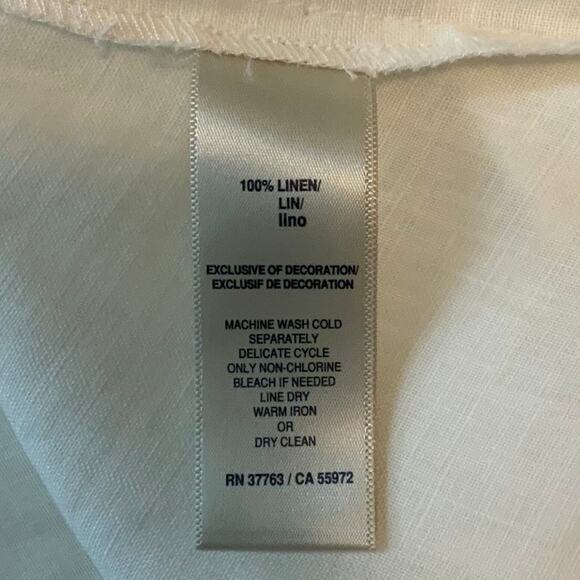 100% LINEN/
LIN/
lino
EXCLUSIVE OF DECORATION/
EXCLUSIF DE DECORATION
MACHINE WASH COLD
SEPARATELY
DELICATE CYCLE
ONLY NON-CHLORINE
BLEACH IF NEEDED
LINE DRY
WARM IRON
OR
DRY CLEAN
RN 37763 / CA 55972